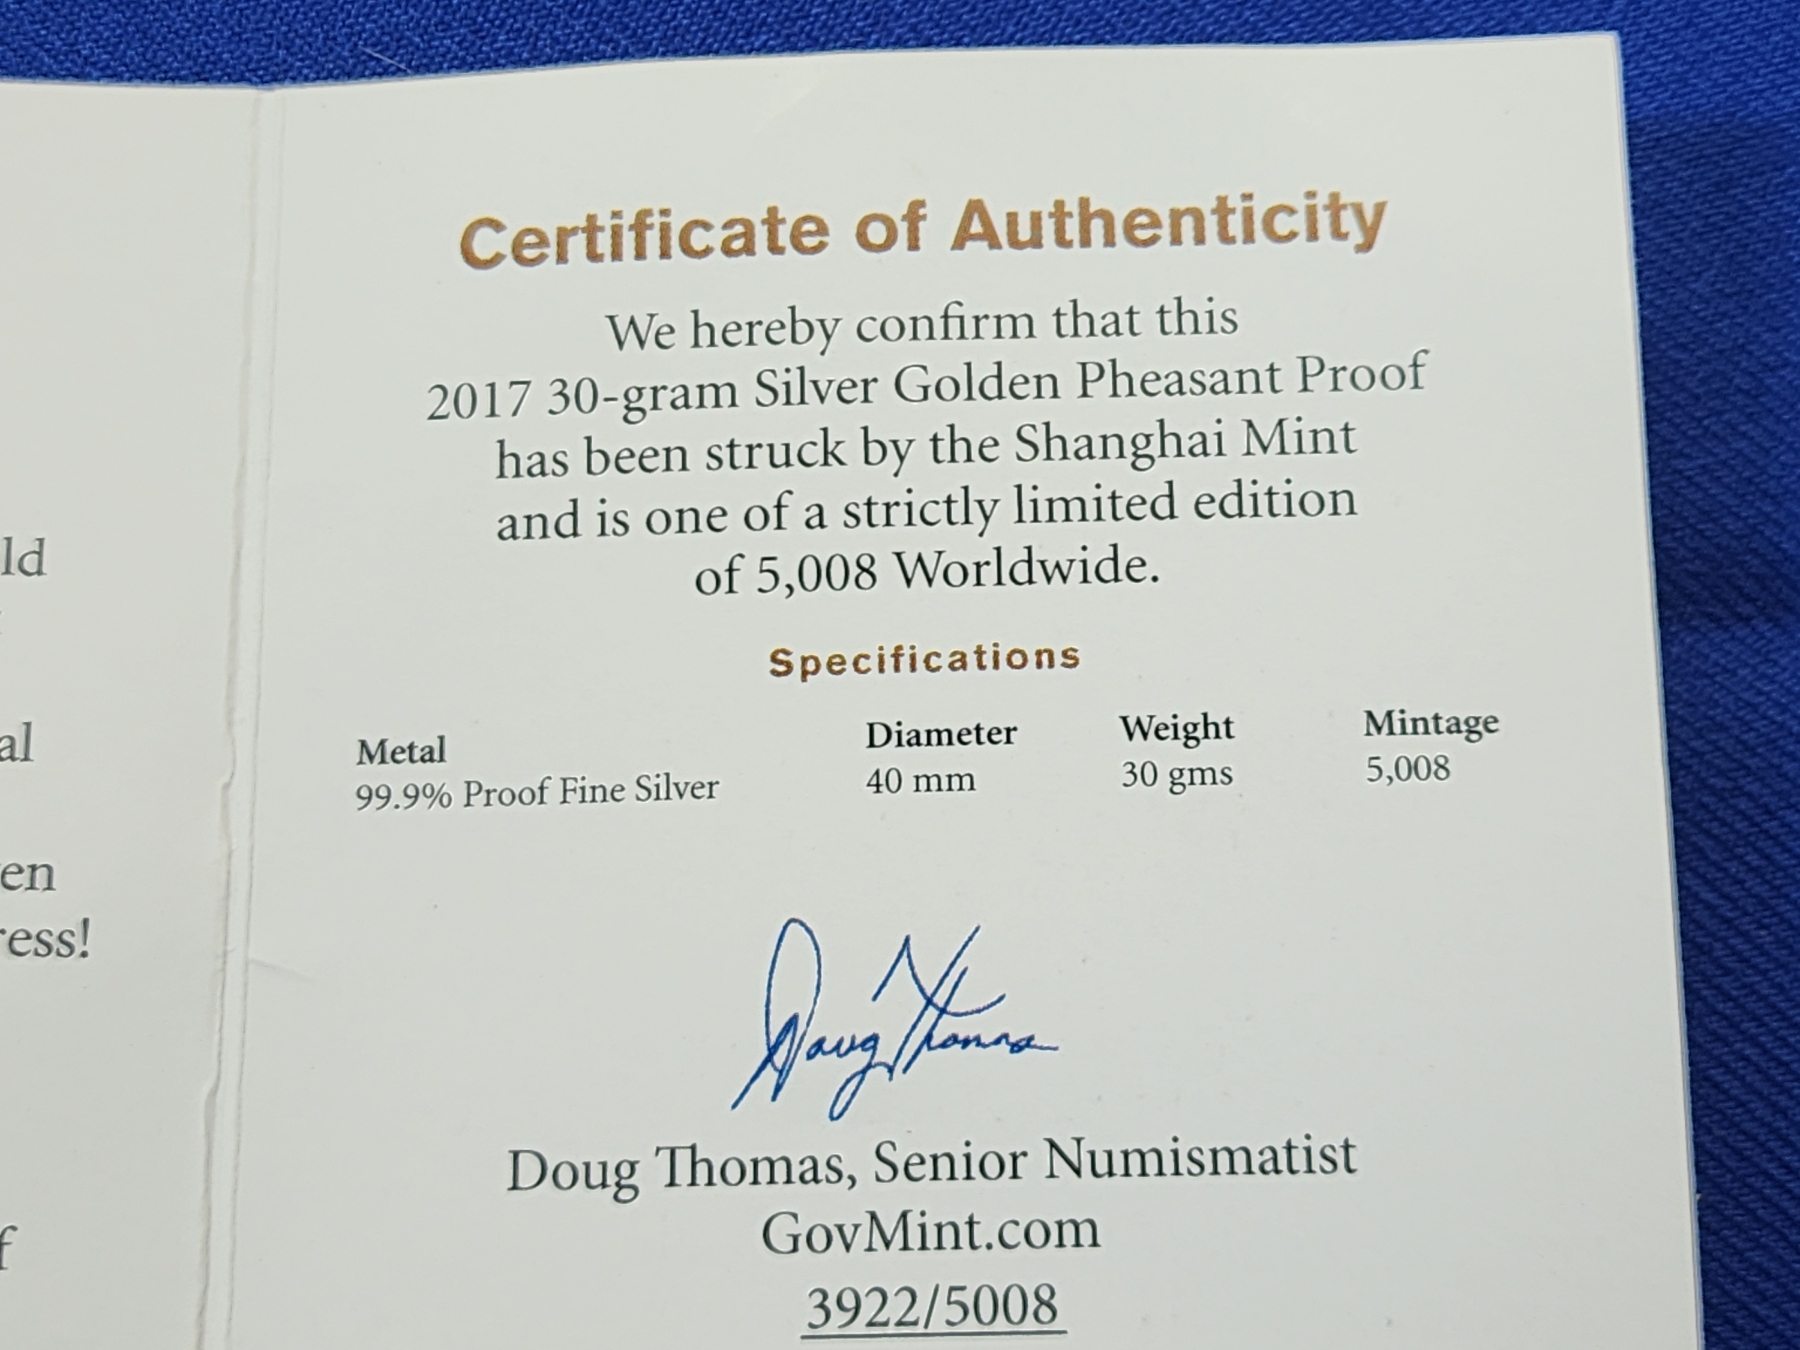 ld
al
en
ess!
f
Certificate of Authenticity
We hereby confirm that this
2017 30-gram Silver Golden Pheasant Proof
has been struck by the Shanghai Mint
and is one of a strictly limited edition
of 5,008 Worldwide.
Specifications
Metal Diameter Weight Mintage
99.9% Proof Fine Silver 40 mm 30 gms 5,008
Doug Thomas
Doug Thomas, Senior Numismatist
GovMint.com
3922/5008